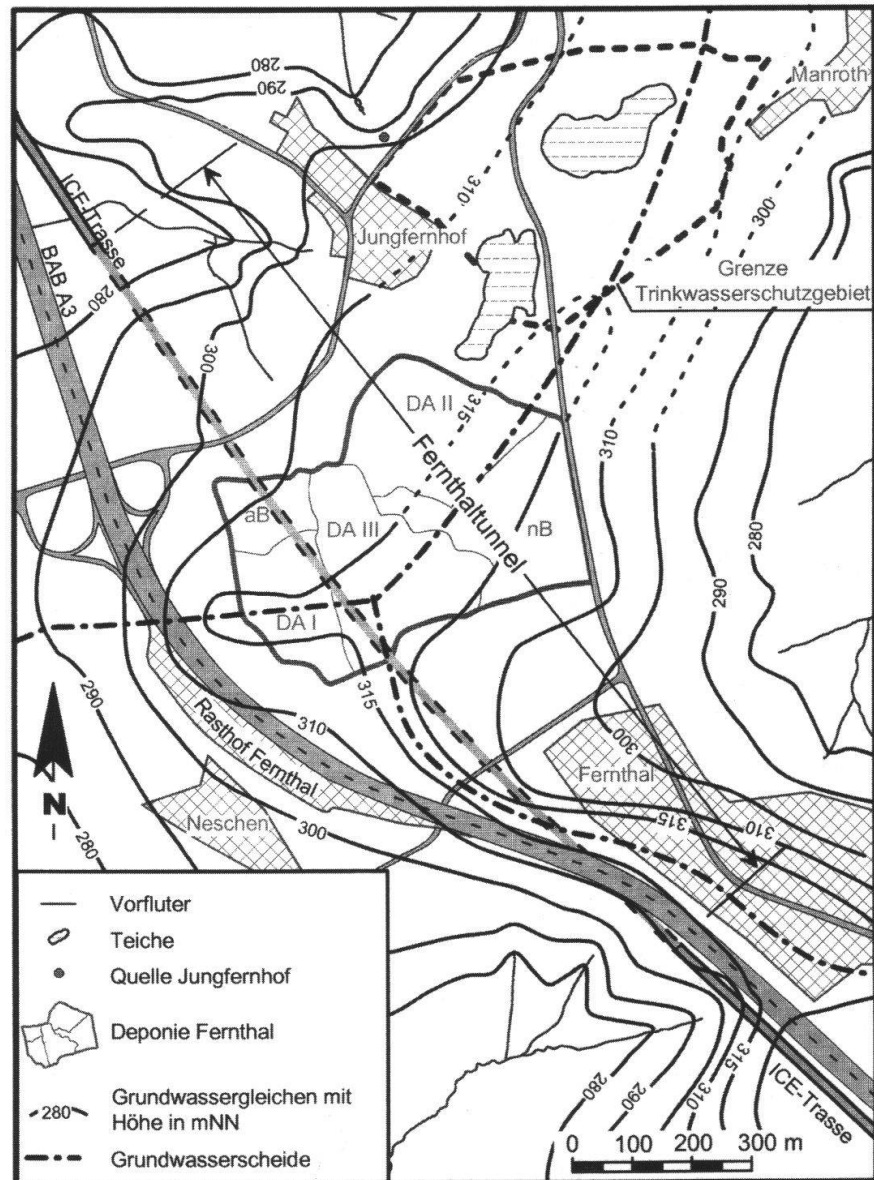 280
290
Manroth
ICE-Trasse
310
300
Jungfernhof
BAB A3
280
Grenze
Trinkwasserschutzgebiet
300
DA II
315
310
Fernthaltunnel
aB
DA III
nB
280
290
DA I
290
315
310
Rasthof Fernthal
300
Fernthal
N
Neschen
300
310
315
280
Vorfluter
Teiche
Quelle Jungfernhof
Deponie Fernthal
280
Grundwassergleichen mit
Höhe in mNN
Grundwasserscheide
280
290
310
315
ICE-Trasse
0 100 200 300 m